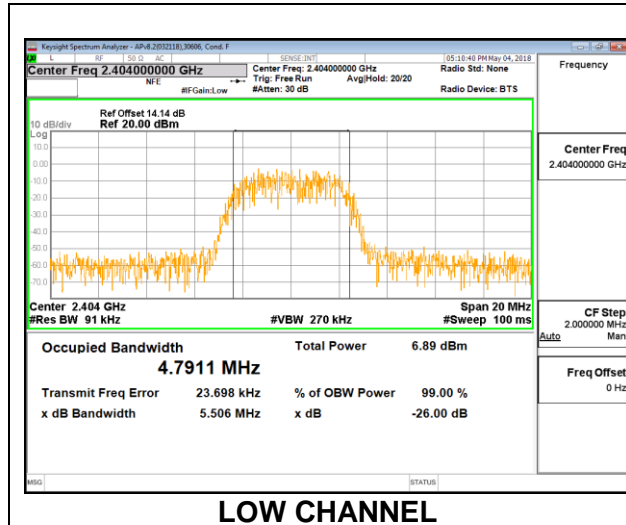 Keysight Spectrum Analyzer - APv8.2(032118),30606, Cond. F
L RF 50 Ω AC SENSE:INT 05:10:40 PM May 04, 2018
Center Freq 2.404000000 GHz Center Freq: 2.404000000 GHz Radio Std: None Frequency
NFE Trig: Free Run Avg|Hold: 20/20
#IFGain:Low #Atten: 30 dB Radio Device: BTS
Ref Offset 14.14 dB
10 dB/div Ref 20.00 dBm
Log
10.0
0.00
-10.0
-20.0
-30.0
-40.0
-50.0
-60.0
-70.0
Center Freq
2.404000000 GHz
Center 2.404 GHz Span 20 MHz
#Res BW 91 kHz #VBW 270 kHz #Sweep 100 ms
CF Step
2.000000 MHz
Auto Man
Occupied Bandwidth Total Power 6.89 dBm
4.7911 MHz
Freq Offset
0 Hz
Transmit Freq Error 23.698 kHz % of OBW Power 99.00 %
x dB Bandwidth 5.506 MHz x dB -26.00 dB
MSG STATUS
LOW CHANNEL